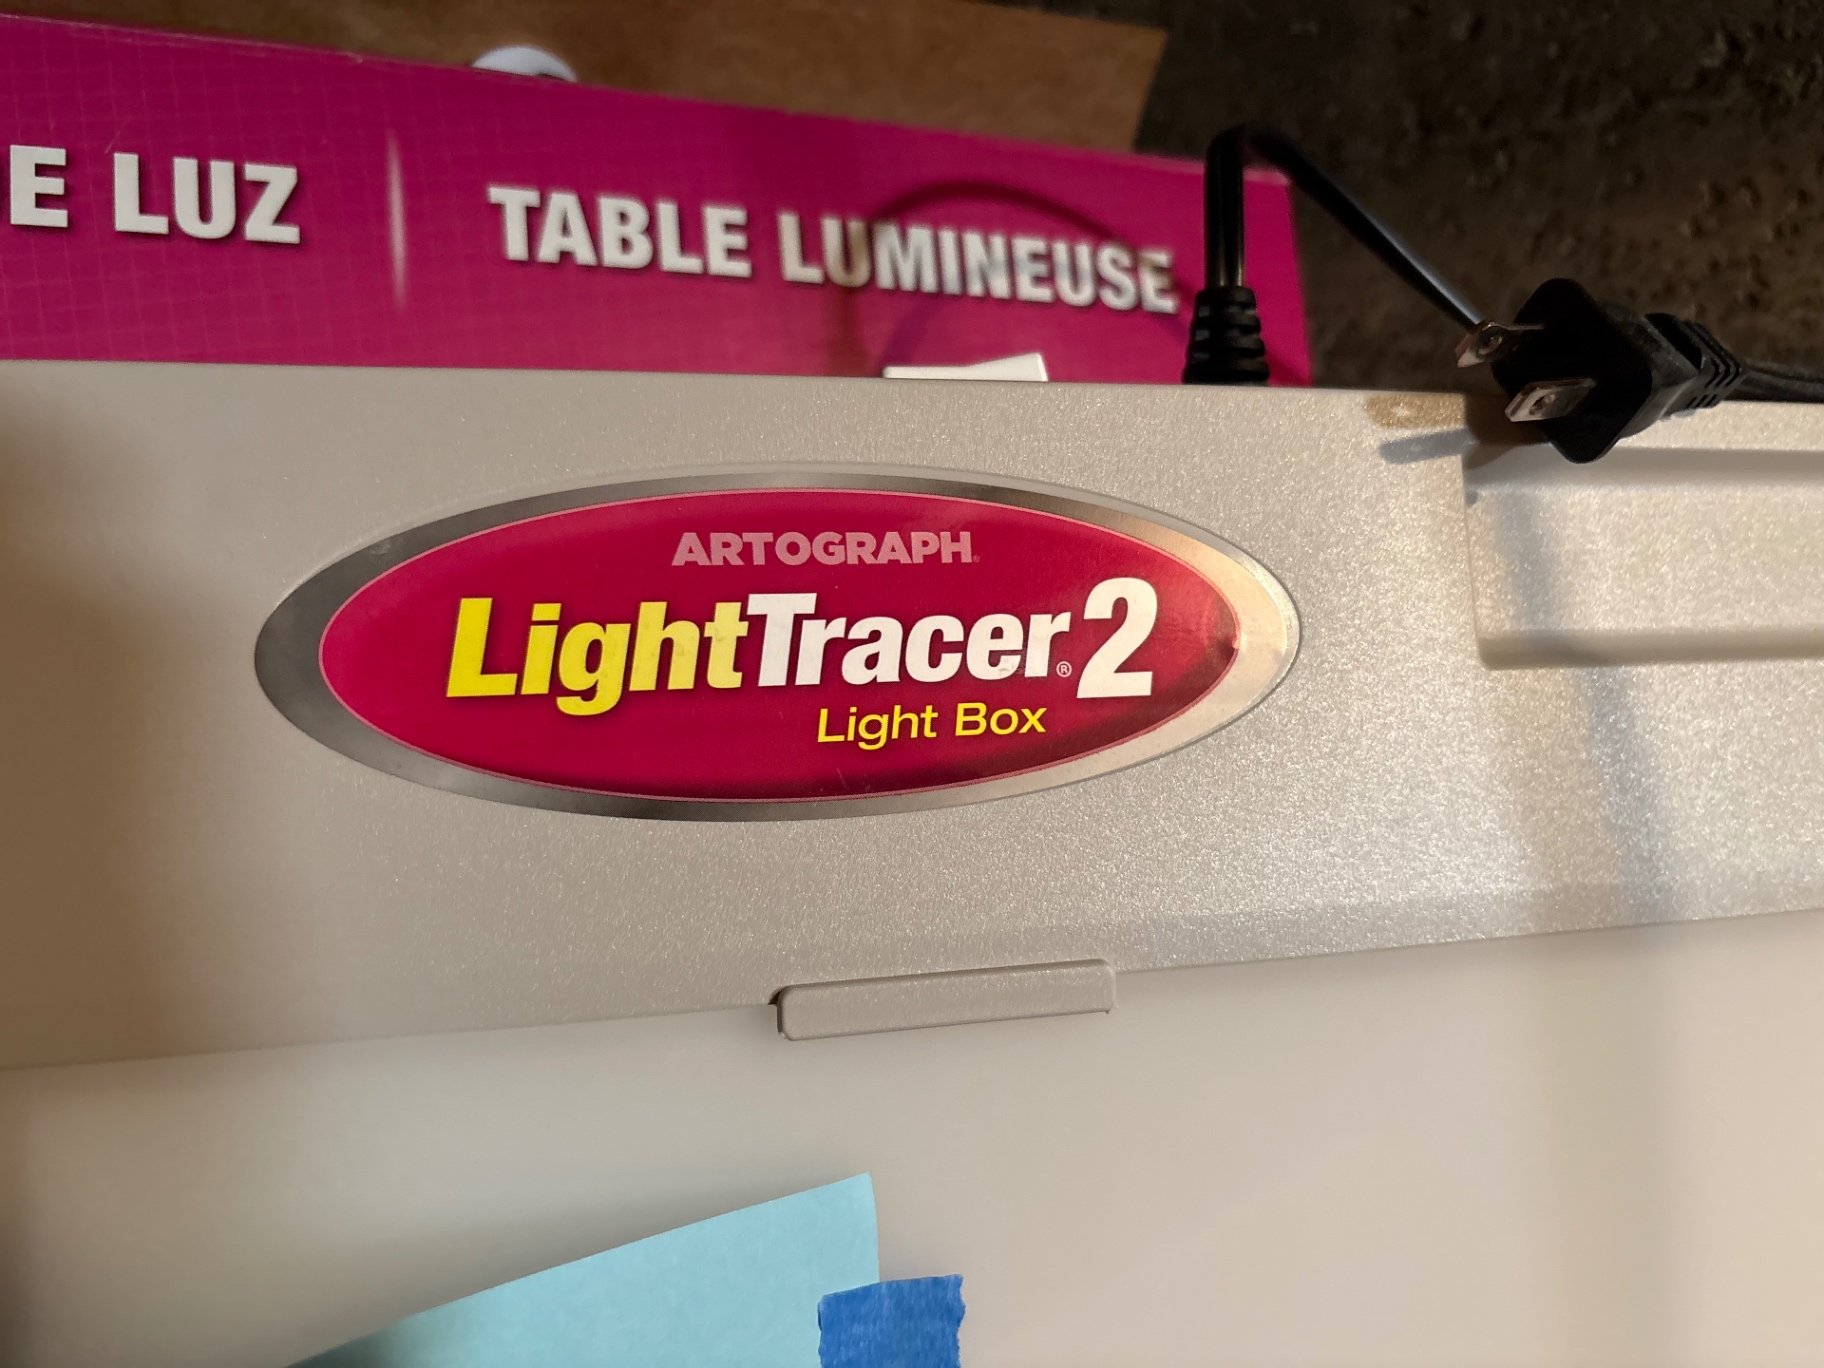 E LUZ
TABLE LUMINEUSE
ARTOGRAPH
LightTracer® 2
Light Box